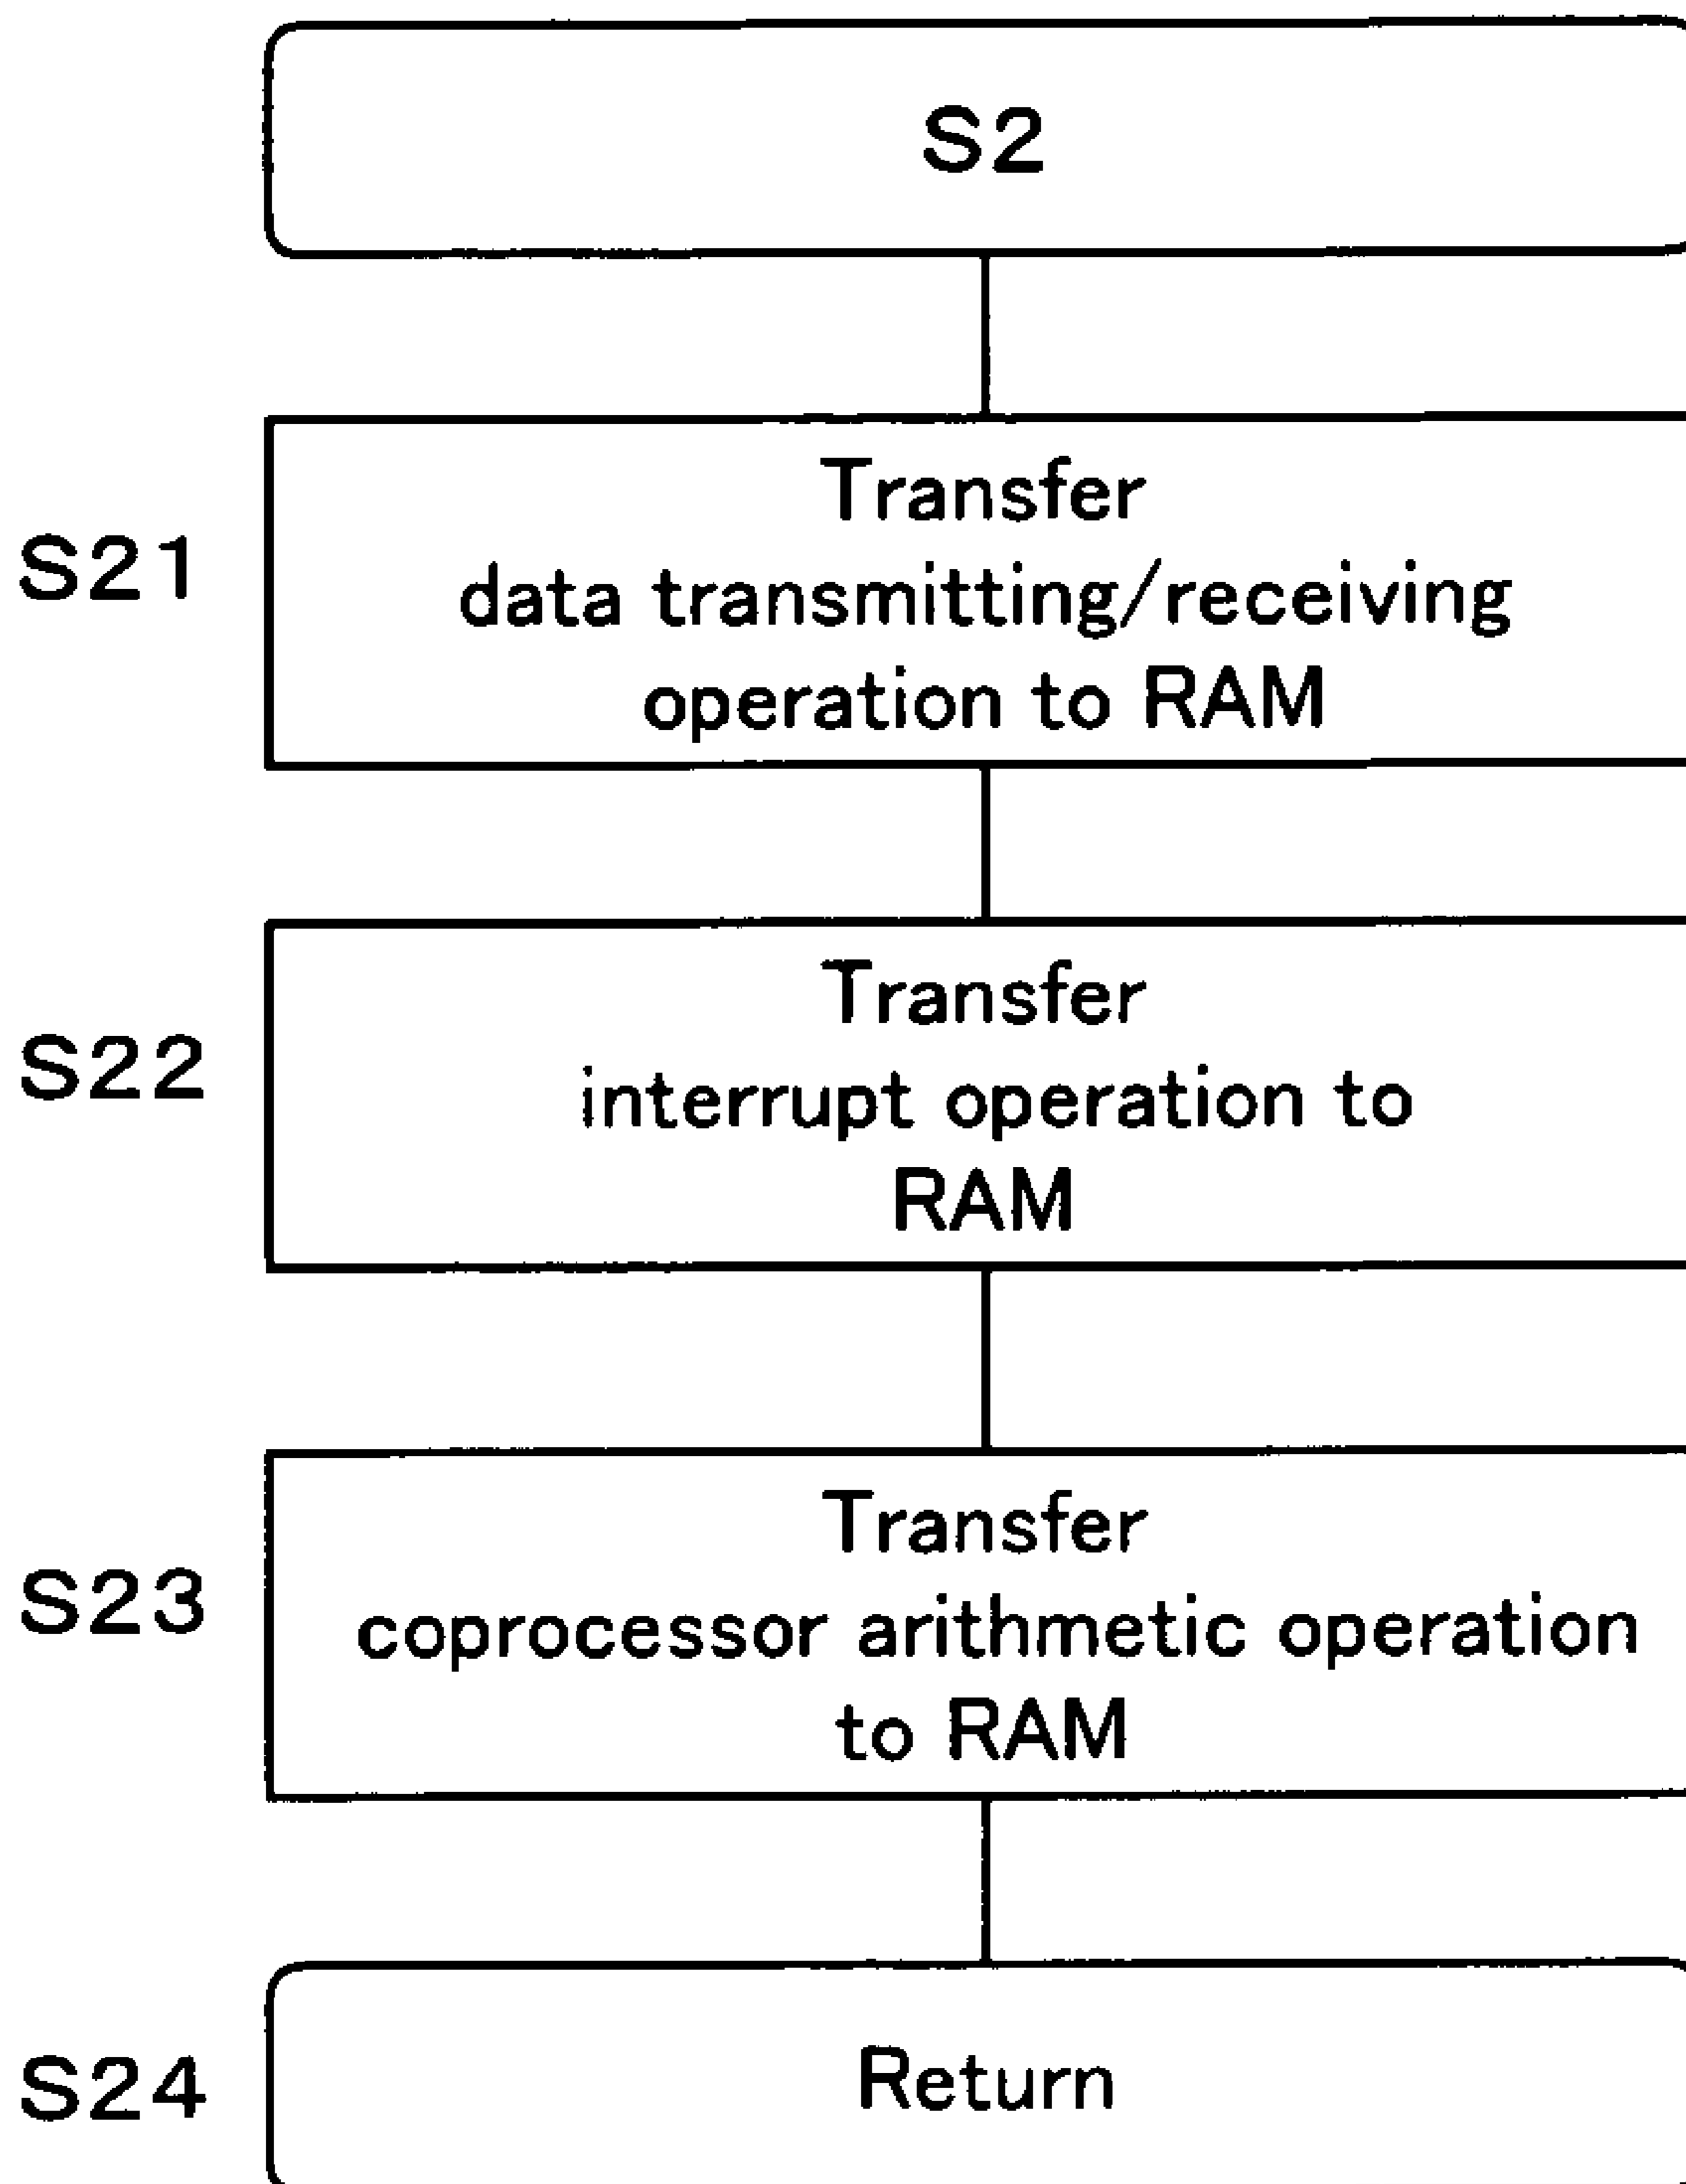 S2
S21
Transfer
data transmitting/receiving
operation to RAM
S22
Transfer
interrupt operation to
RAM
S23
Transfer
coprocessor arithmetic operation
to RAM
S24
Return